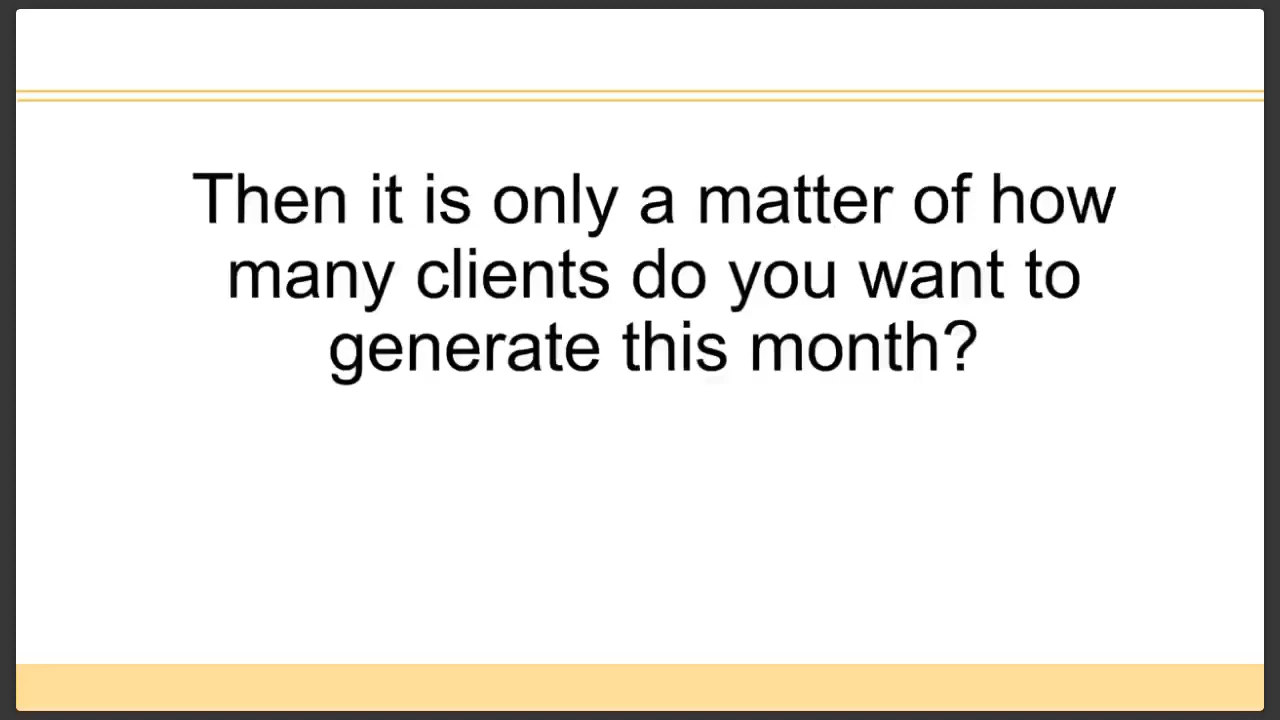 Then it is only a matter of how
many clients do you want to
generate this month?